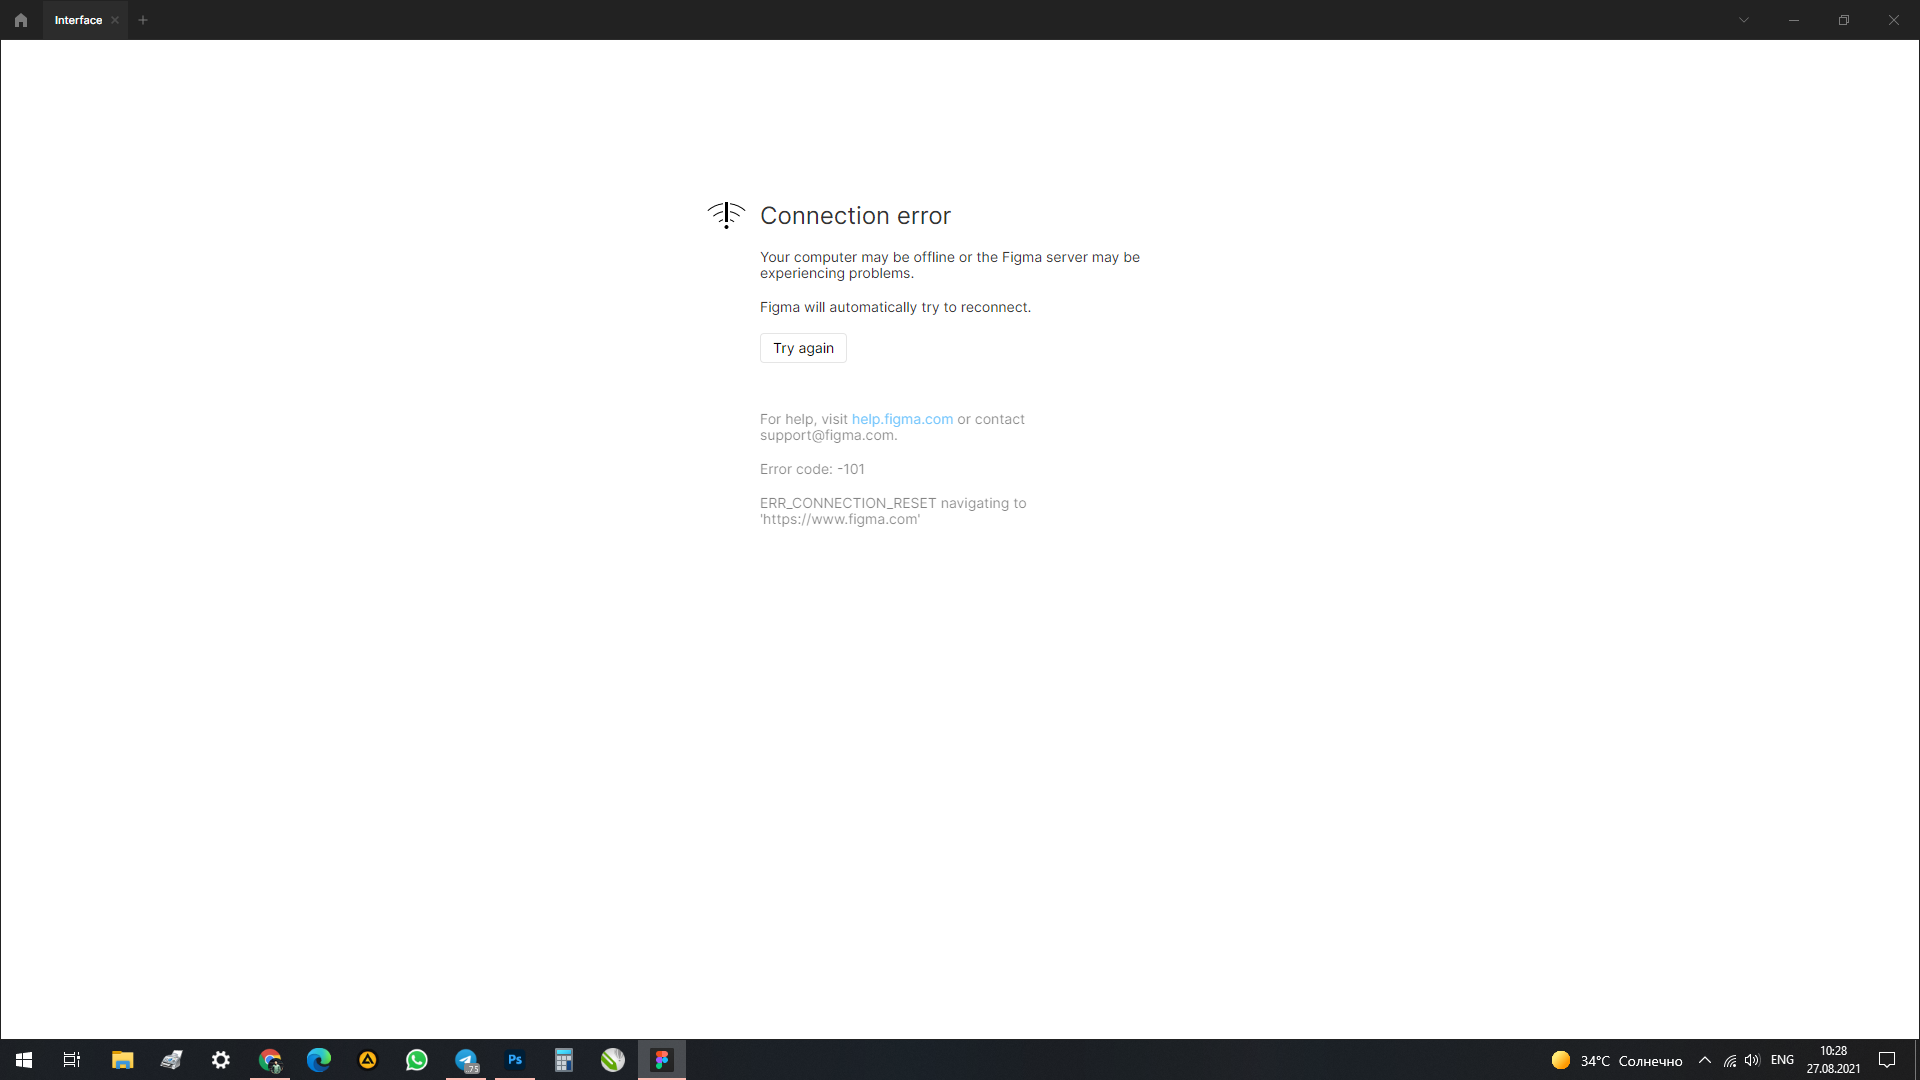 Interface
Connection error
Your computer may be offline or the Figma server may be
experiencing problems.
Figma will automatically try to reconnect.
Try again
For help, visit help.figma.com or contact
support@figma.com.
Error code: -101
ERR_CONNECTION_RESET navigating to
'https://www.figma.com'
.75
Ps
34°C Солнечно
ENG
10:28
27.08.2021